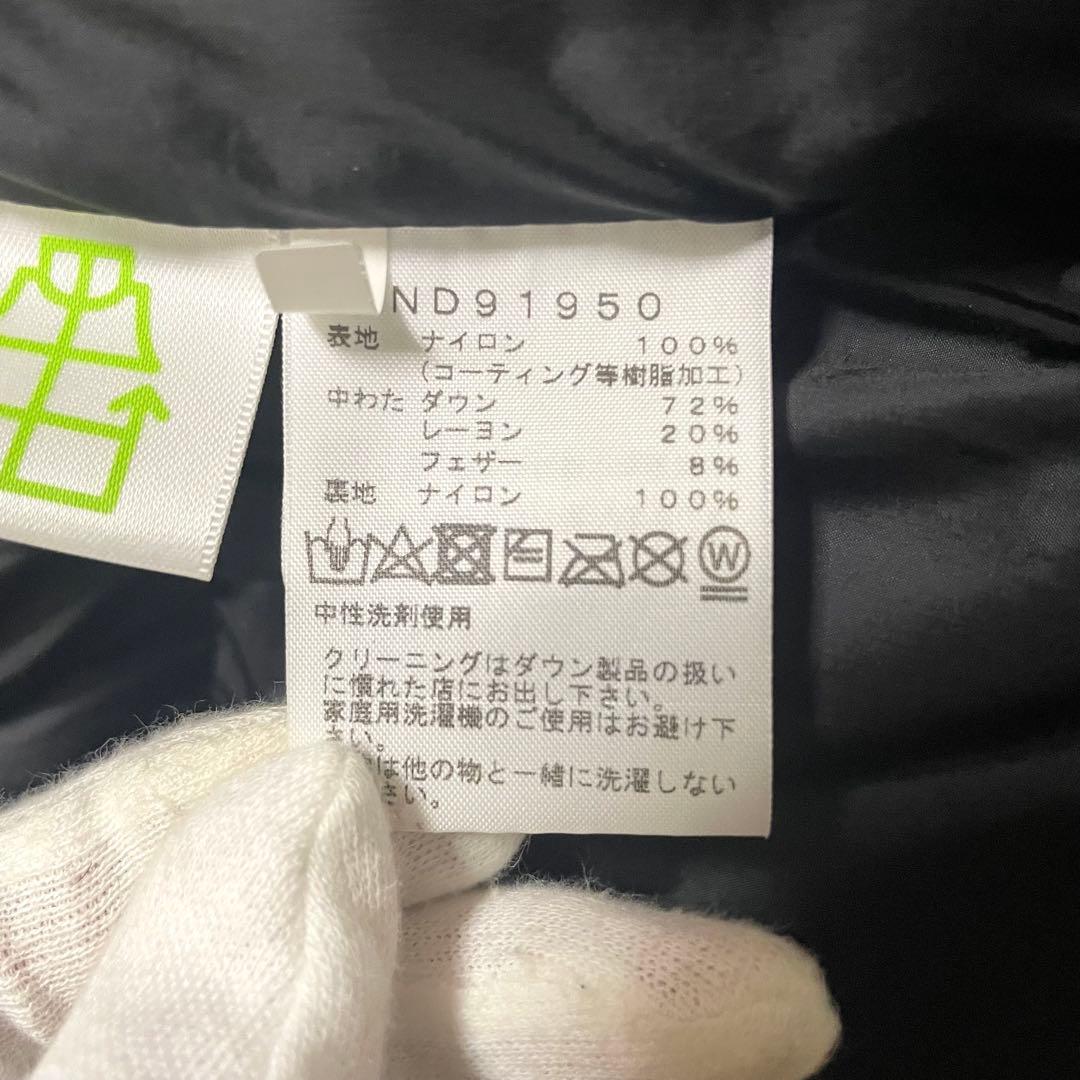 ND91950
表地 ナイロン 100%
(コーティング等樹脂加工)
中わた ダウン 72%
レーヨン 20%
フェザー 8%
裏地 ナイロン 100%
W
中性洗剤使用
クリーニングはダウン製品の扱い
に慣れた店にお出し下さい。
家庭用洗濯機のご使用はお避け下
さい。
は他の物と一緒に洗濯しない
さい。